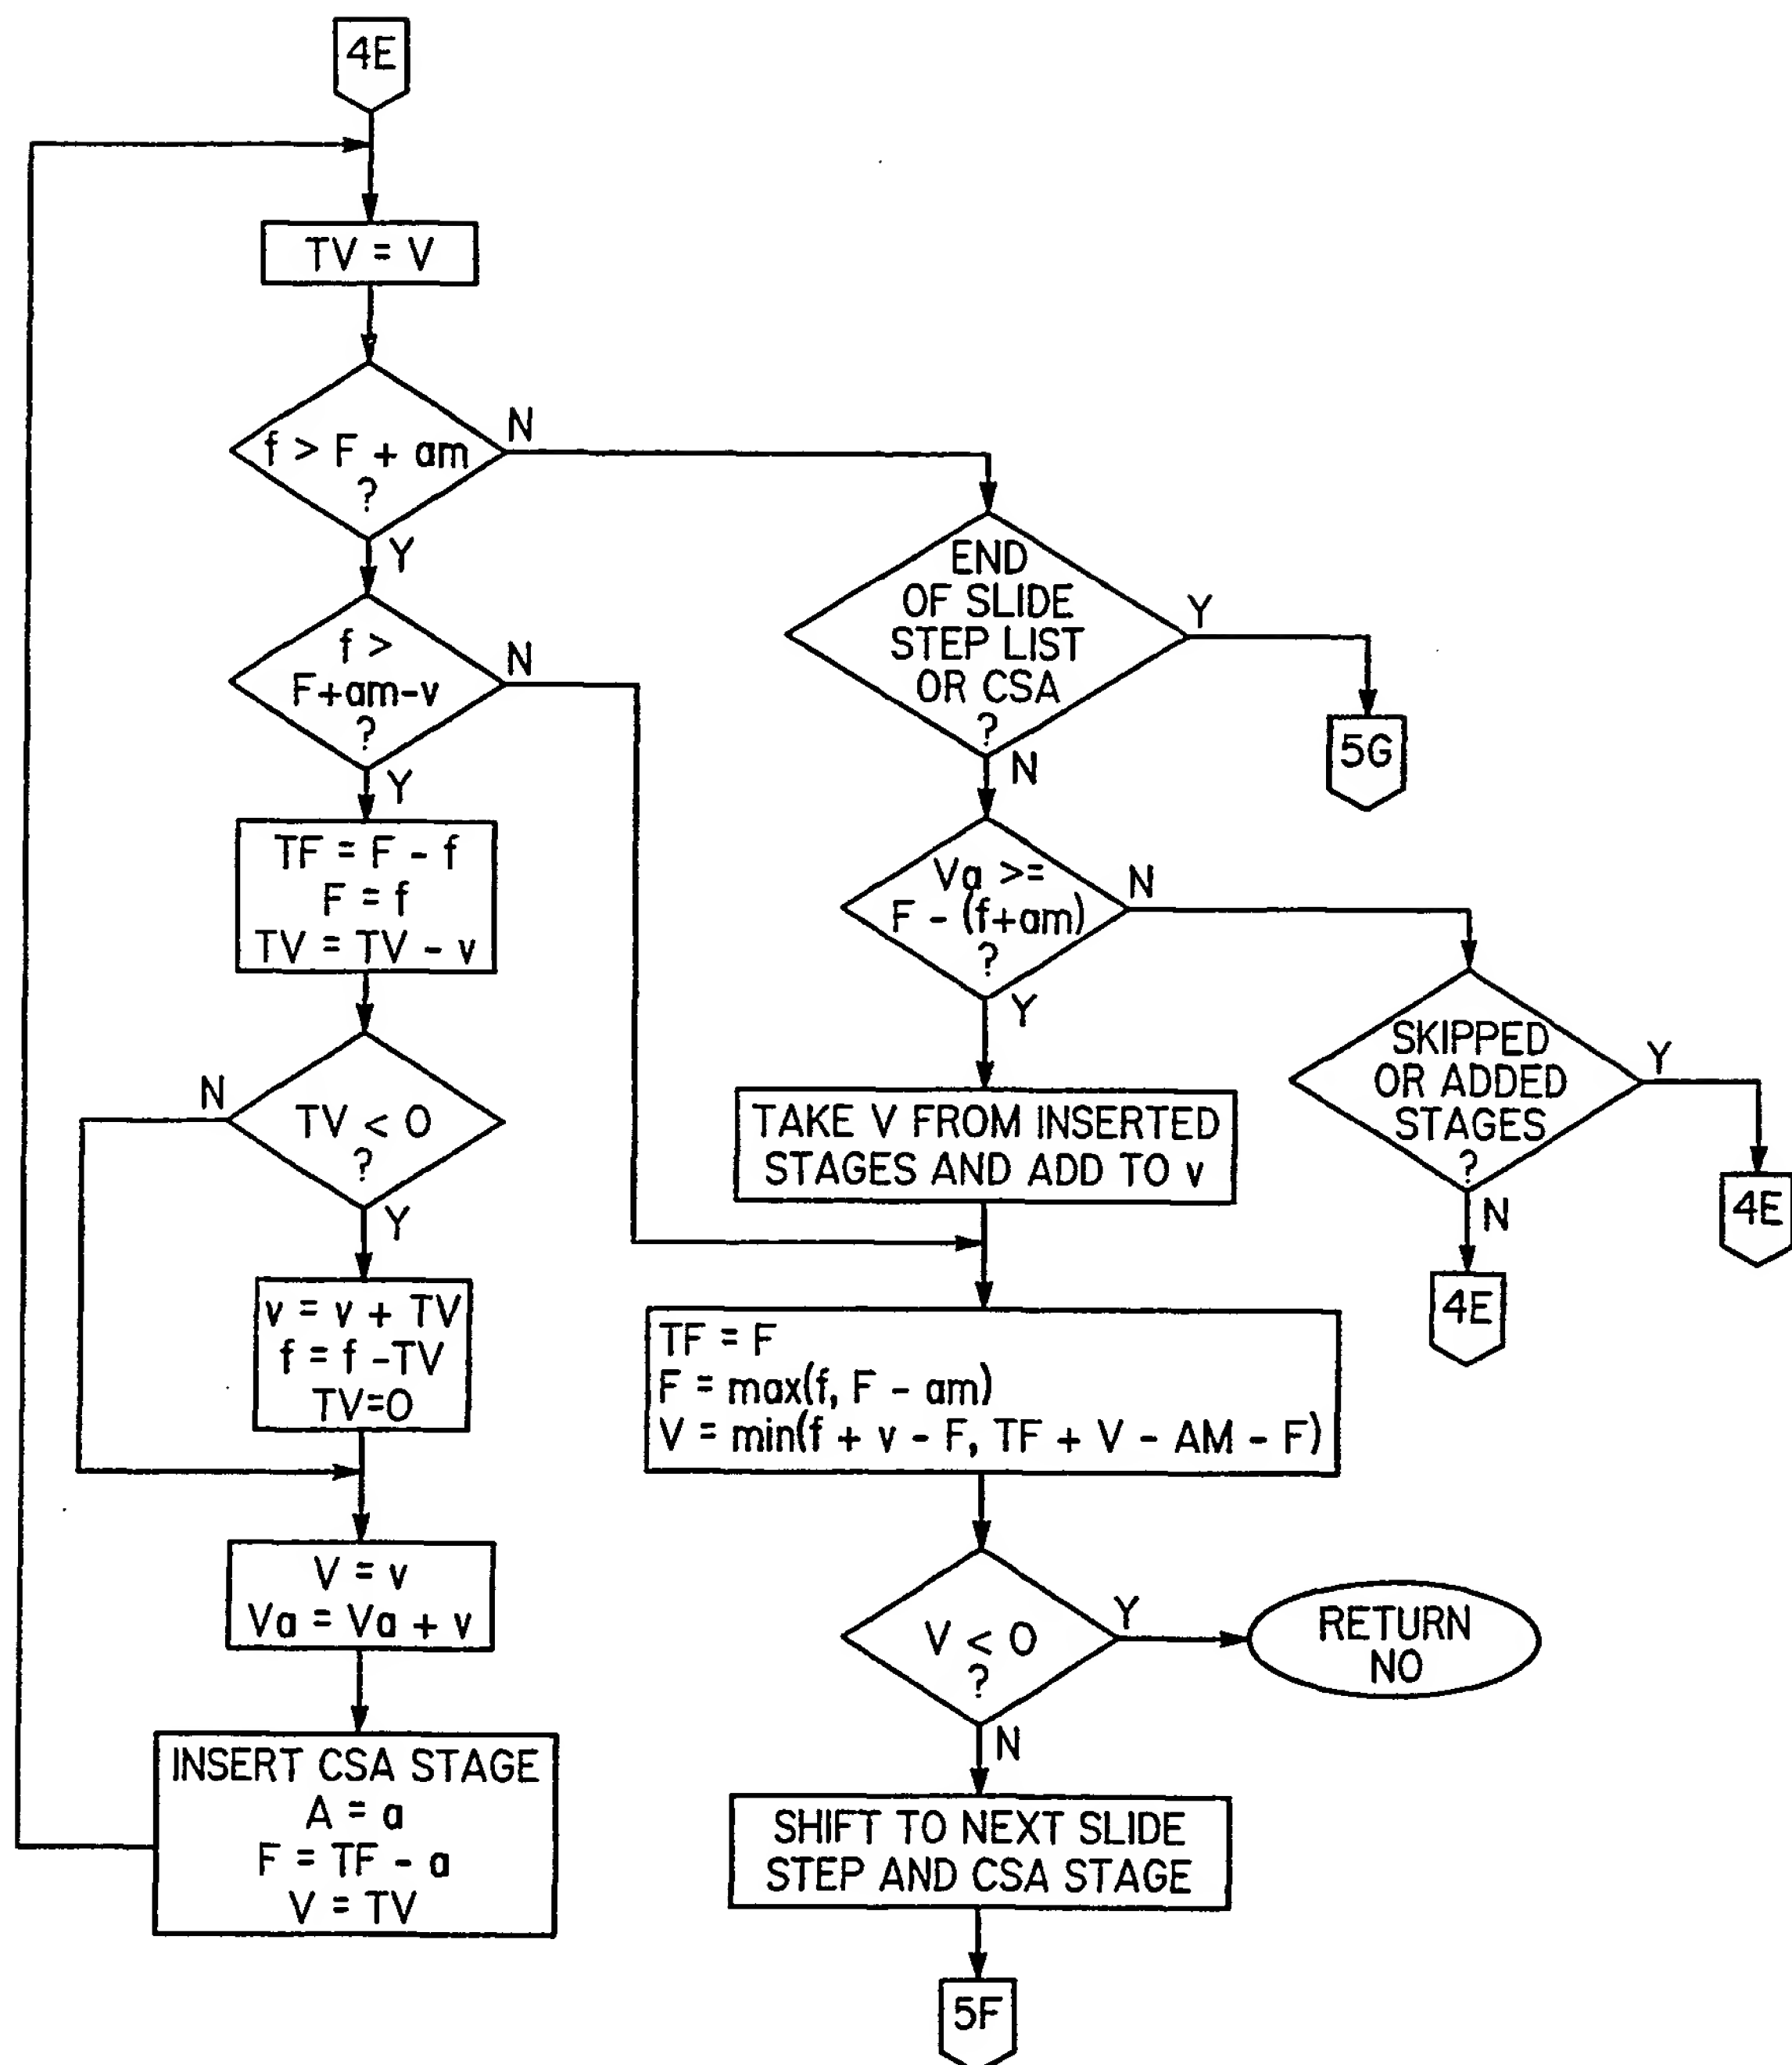 4E
TV = V
f > F + am
?
N
Y
f >
F+am-v
?
N
Y
TF = F - f
F = f
TV = TV - v
TV < 0
?
N
Y
v = v + TV
f = f -TV
TV=0
V = v
Va = Va + v
INSERT CSA STAGE
A = a
F = TF - a
V = TV
END
OF SLIDE
STEP LIST
OR CSA
?
Y
5G
N
Va >=
F - (f+am)
?
N
Y
SKIPPED
OR ADDED
STAGES
?
Y
4E
N
4E
TAKE V FROM INSERTED
STAGES AND ADD TO v
TF = F
F = max(f, F - am)
V = min(f + v - F, TF + V - AM - F)
V < 0
?
Y
RETURN
NO
N
SHIFT TO NEXT SLIDE
STEP AND CSA STAGE
5F